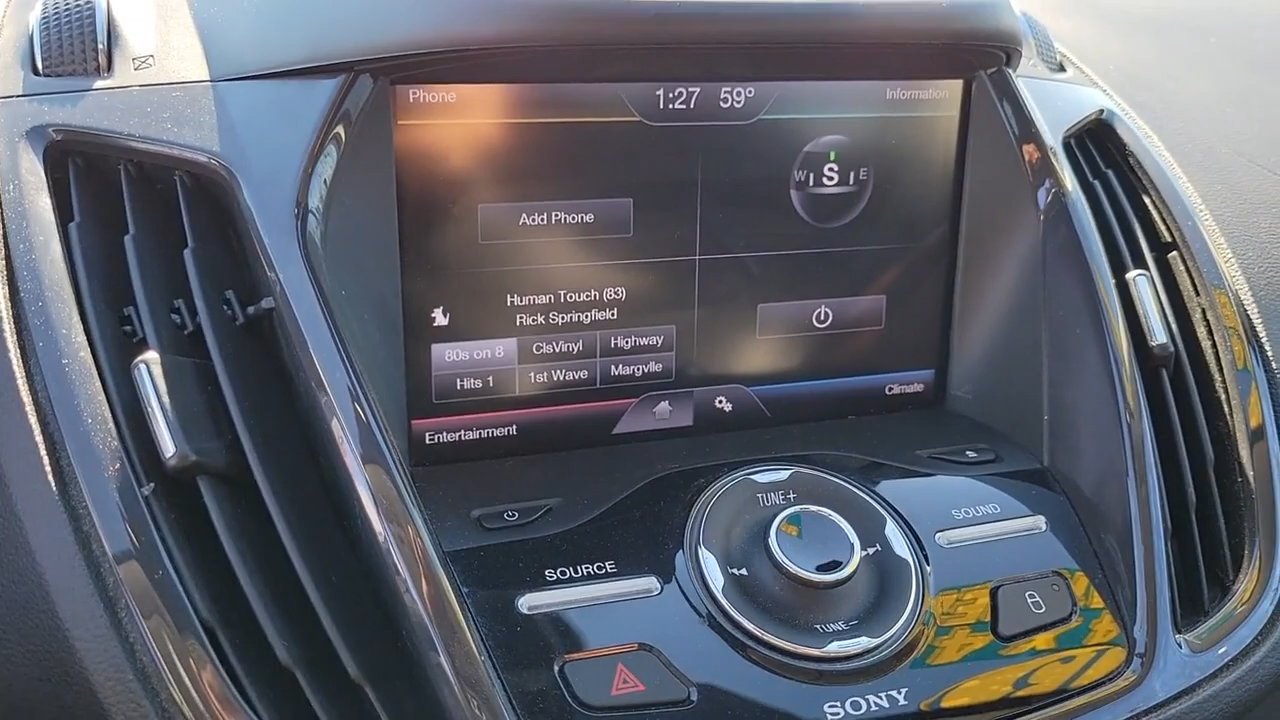 Phone
1:27 59°
Information
W S E
Add Phone
Human Touch (83)
Rick Springfield
80s on 8 ClsVinyl Highway
Hits 1 1st Wave Margvlle
Climate
Entertainment
TUNE+
SOUND
SOURCE
TUNE-
SONY